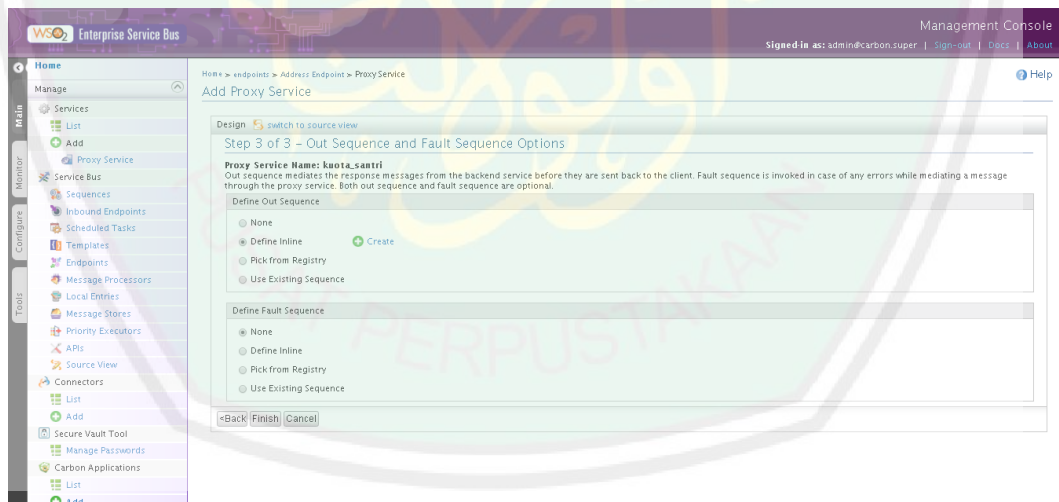 WSO2 Enterprise Service Bus
Management Console
Signed-in as: admin@carbon.super | Sign-out | Docs | About
Main
Monitor
Configure
Tools
Home
Manage
Services
List
Add
Proxy Service
Service Bus
Sequences
Inbound Endpoints
Scheduled Tasks
Templates
Endpoints
Message Processors
Local Entries
Message Stores
Priority Executors
APIs
Source View
Connectors
List
Add
Secure Vault Tool
Manage Passwords
Carbon Applications
List
Add
Home > endpoints > Address Endpoint > Proxy Service
Help
Add Proxy Service
Design switch to source view
Step 3 of 3 – Out Sequence and Fault Sequence Options
Proxy Service Name: kuota_santri
Out sequence mediates the response messages from the backend service before they are sent back to the client. Fault sequence is invoked in case of any errors while mediating a message
through the proxy service. Both out sequence and fault sequence are optional.
Define Out Sequence
None
Define Inline Create
Pick from Registry
Use Existing Sequence
Define Fault Sequence
None
Define Inline
Pick from Registry
Use Existing Sequence
<Back Finish Cancel
PERPUSTAKAAN